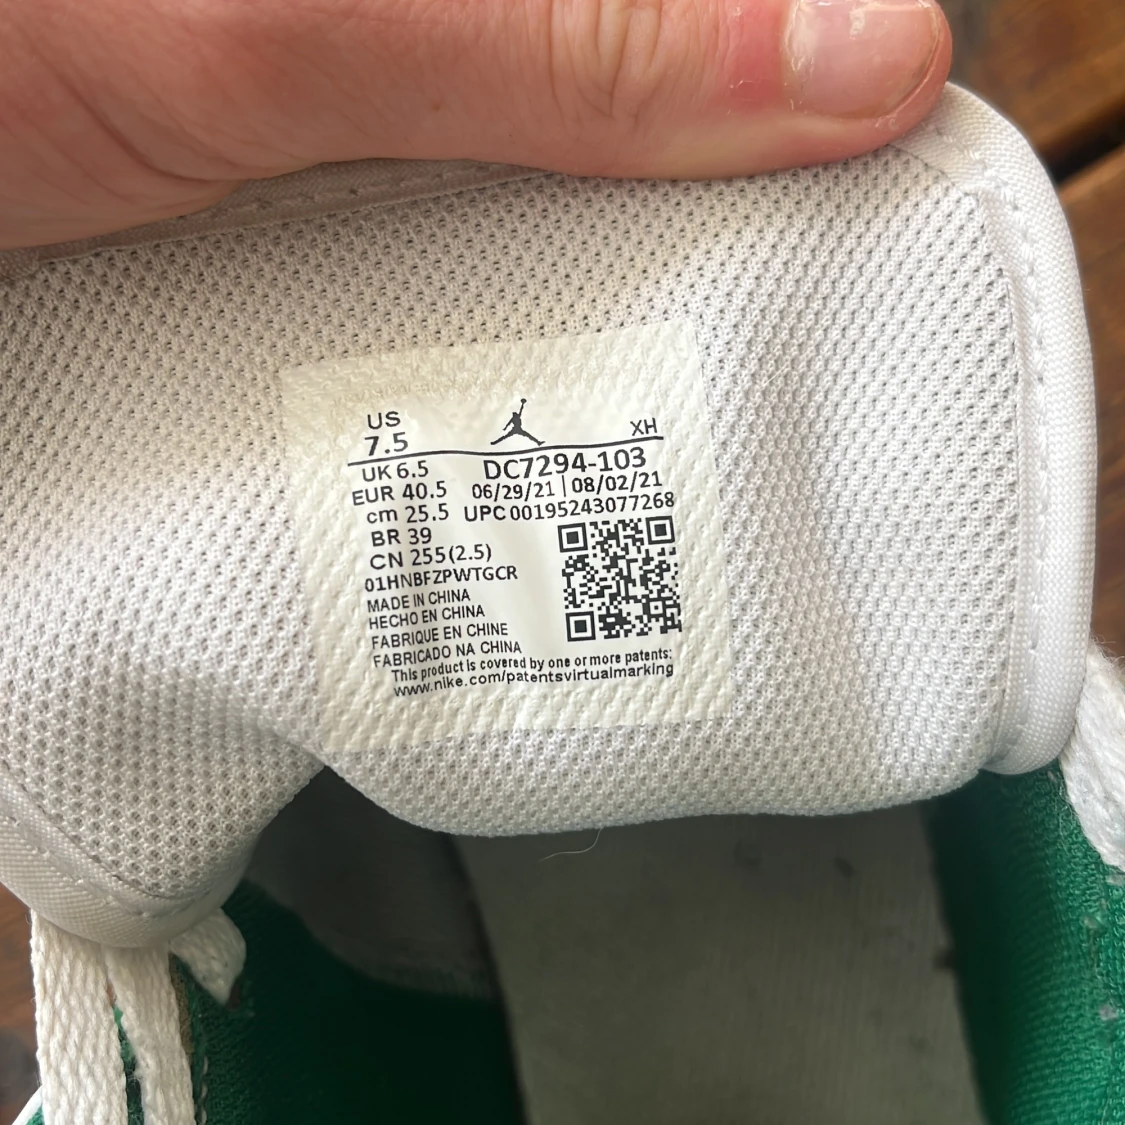 US
7.5
XH
UK 6.5
DC7294-103
EUR 40.5
06/29/21 | 08/02/21
cm 25.5
UPC 00195243077268
BR 39
CN 255(2.5)
01HNBFZPWTGCR
MADE IN CHINA
HECHO EN CHINA
FABRIQUE EN CHINE
FABRICADO NA CHINA
This product is covered by one or more patents:
www.nike.com/patentsvirtualmarking